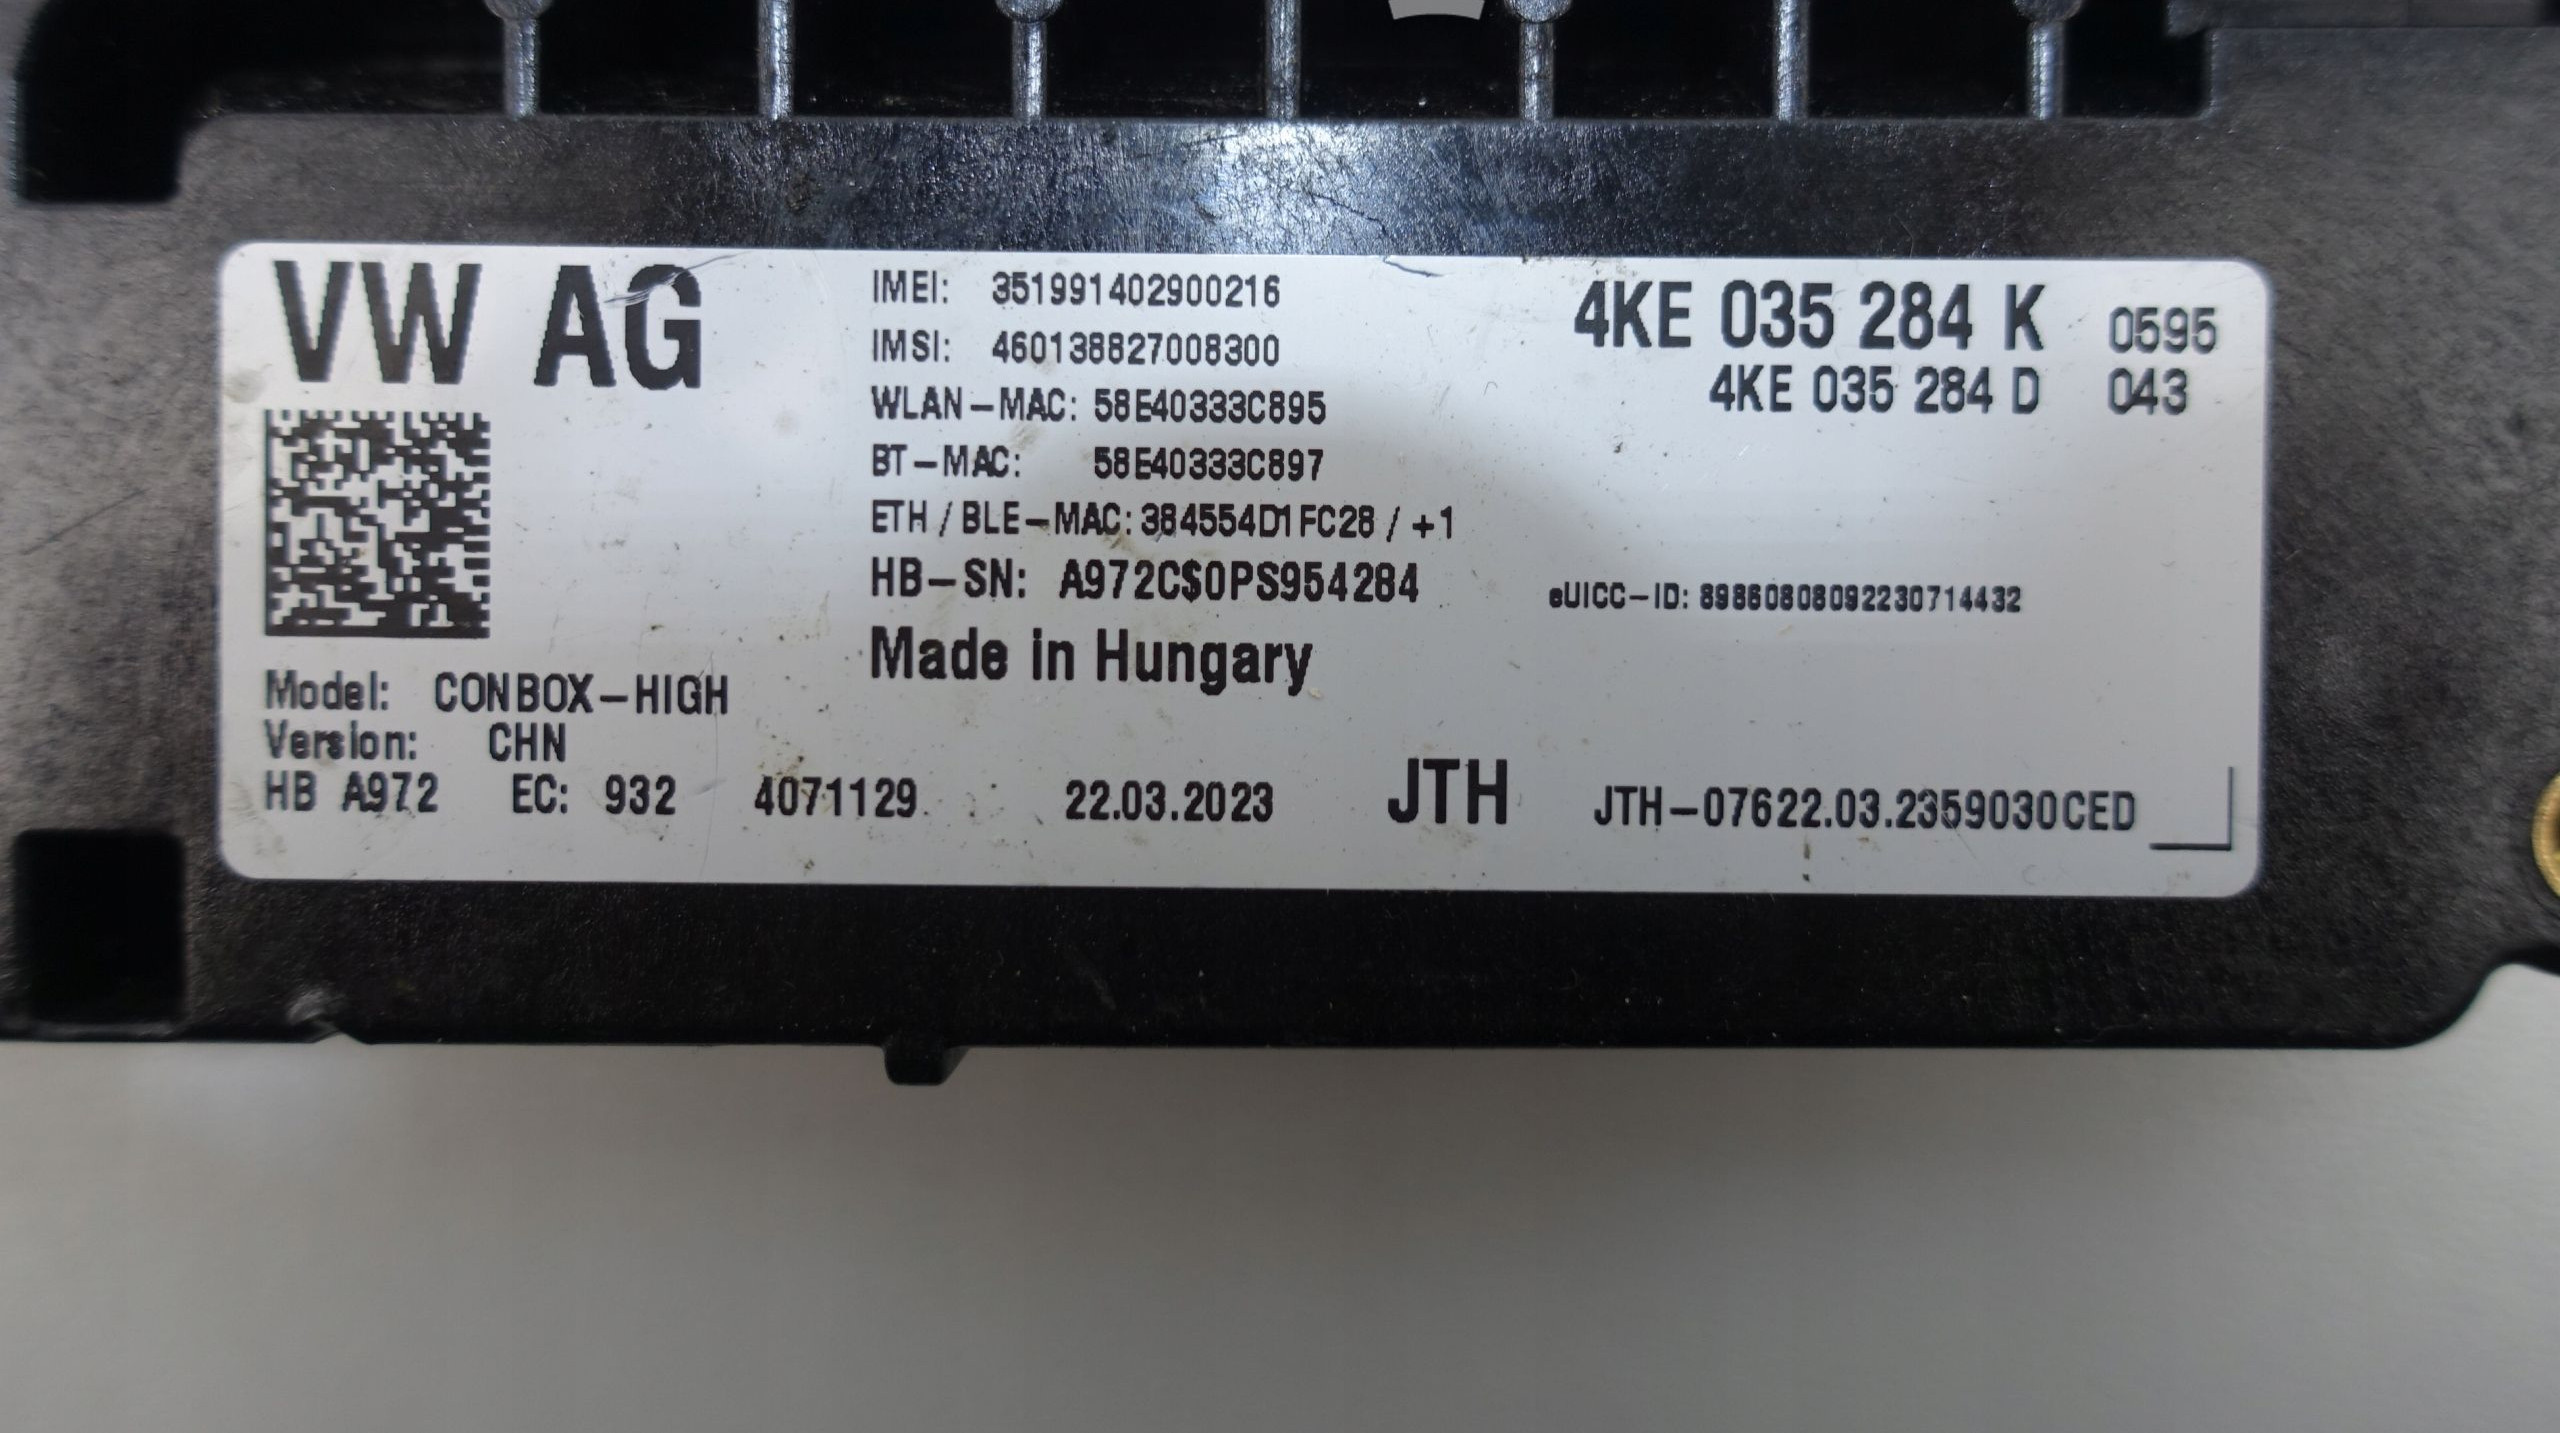 VW AG
IMEI: 351991402900216
IMSI: 460138827008300
WLAN-MAC: 58E40333C895
BT-MAC: 58E40333C897
ETH / BLE-MAC: 384554D1FC28 / +1
HB-SN: A972C$0PS954284
Made in Hungary
4KE 035 284 K 0595
4KE 035 284 D 043
eUICC-ID: 89860808092230714432
Model: CONBOX-HIGH
Version: CHN
HB A972 EC: 932 4071129 22.03.2023 JTH JTH-07622.03.2359030CED